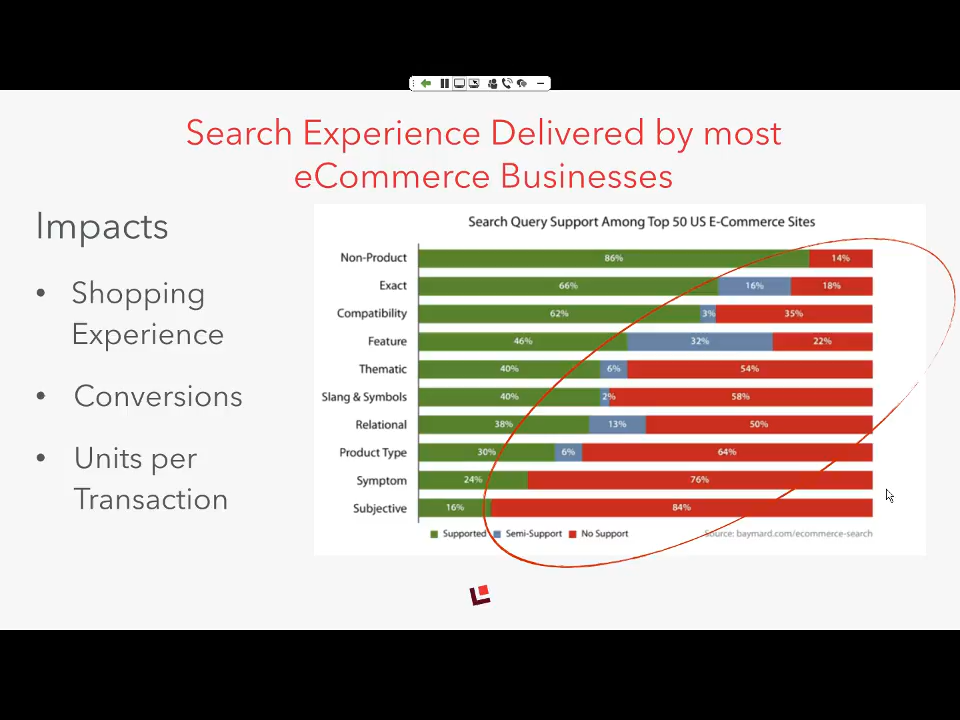 Search Experience Delivered by most
eCommerce Businesses
Impacts
• Shopping
Experience
• Conversions
• Units per
Transaction
Search Query Support Among Top 50 US E-Commerce Sites
Non-Product 86% 14%
Exact 66% 16% 18%
Compatibility 62% 3% 35%
Feature 46% 32% 22%
Thematic 40% 6% 54%
Slang & Symbols 40% 2% 58%
Relational 38% 13% 50%
Product Type 30% 6% 64%
Symptom 24% 76%
Subjective 16% 84%
Supported Semi-Support No Support Source: baymard.com/ecommerce-search